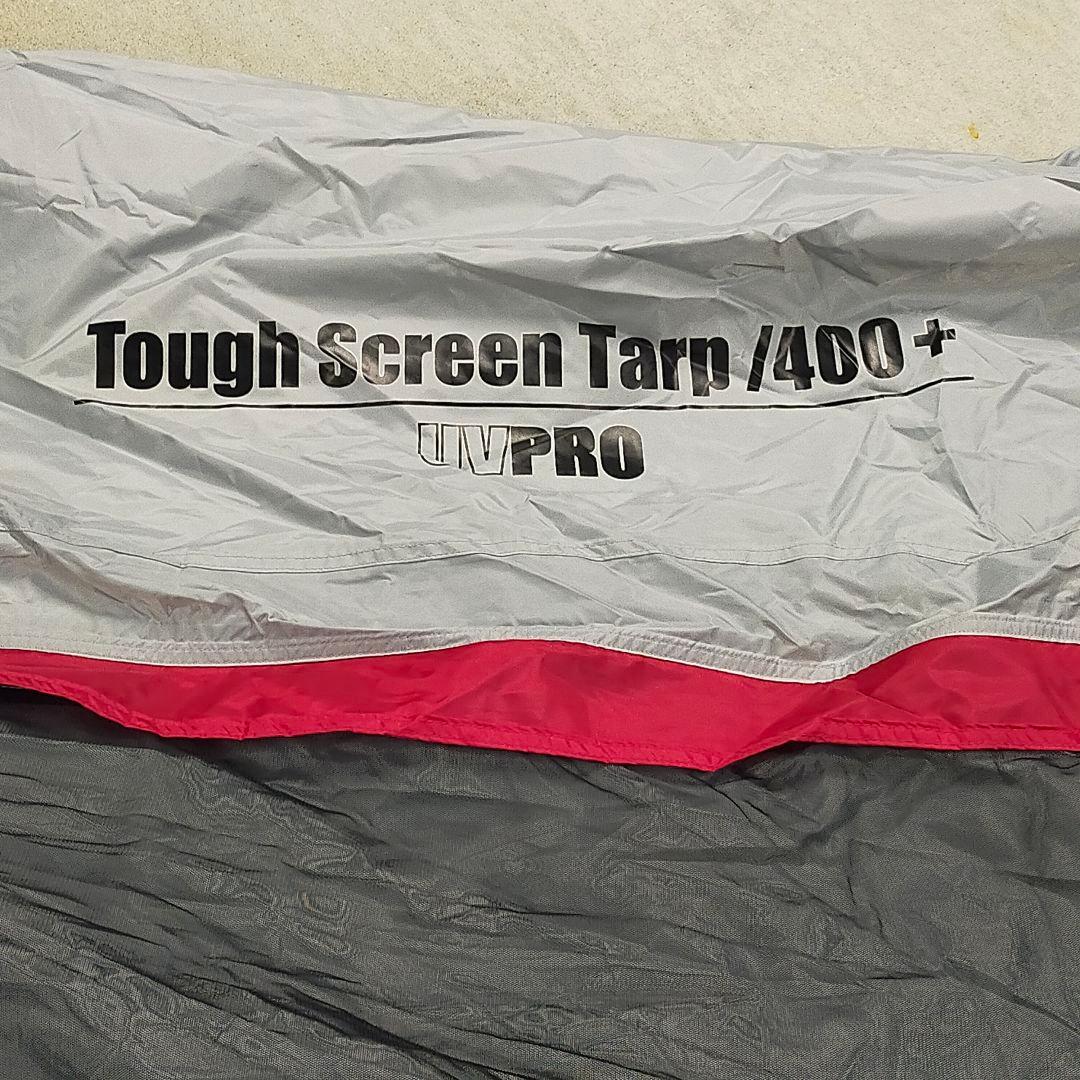 Tough Screen Tarp /400+
UVPRO